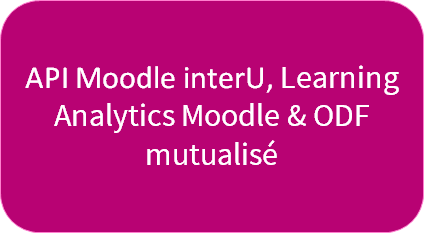 API Moodle interU, Learning
Analytics Moodle & ODF
mutualisé